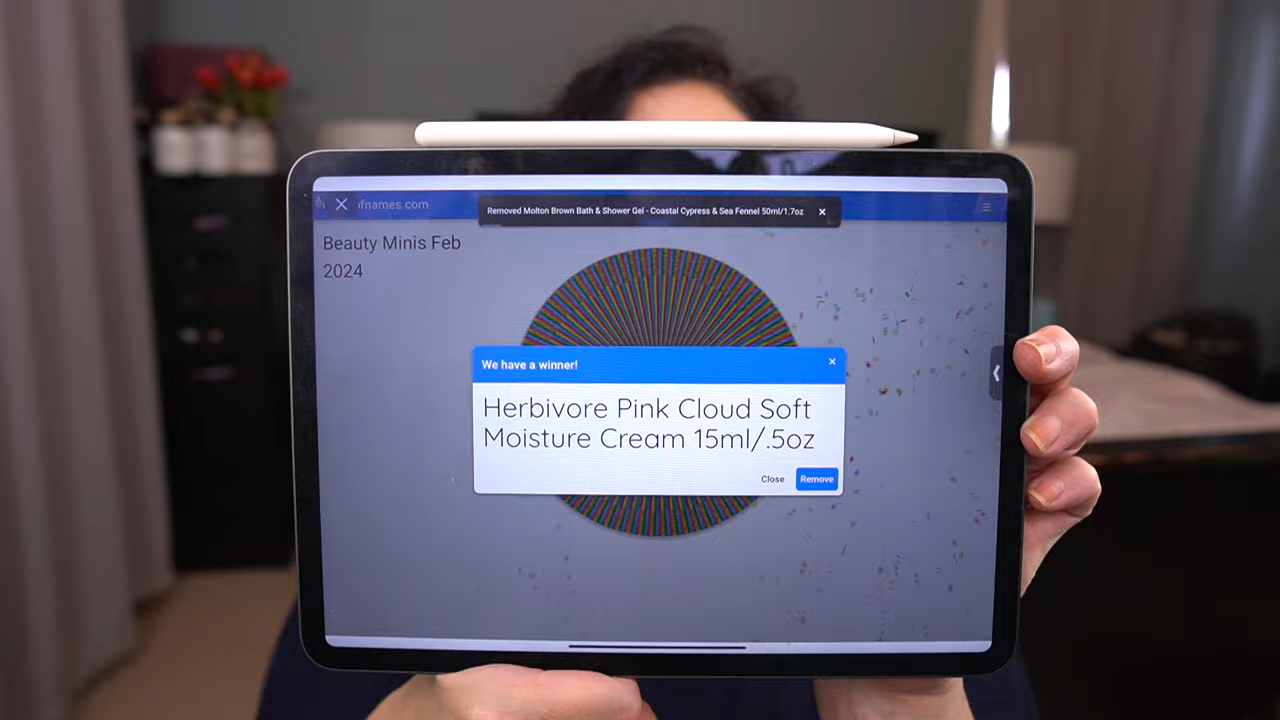 fnames.com
Removed Molton Brown Bath & Shower Gel - Coastal Cypress & Sea Fennel 50ml/1.7oz
Beauty Minis Feb
2024
We have a winner!
Herbivore Pink Cloud Soft
Moisture Cream 15ml/.5oz
Close
Remove